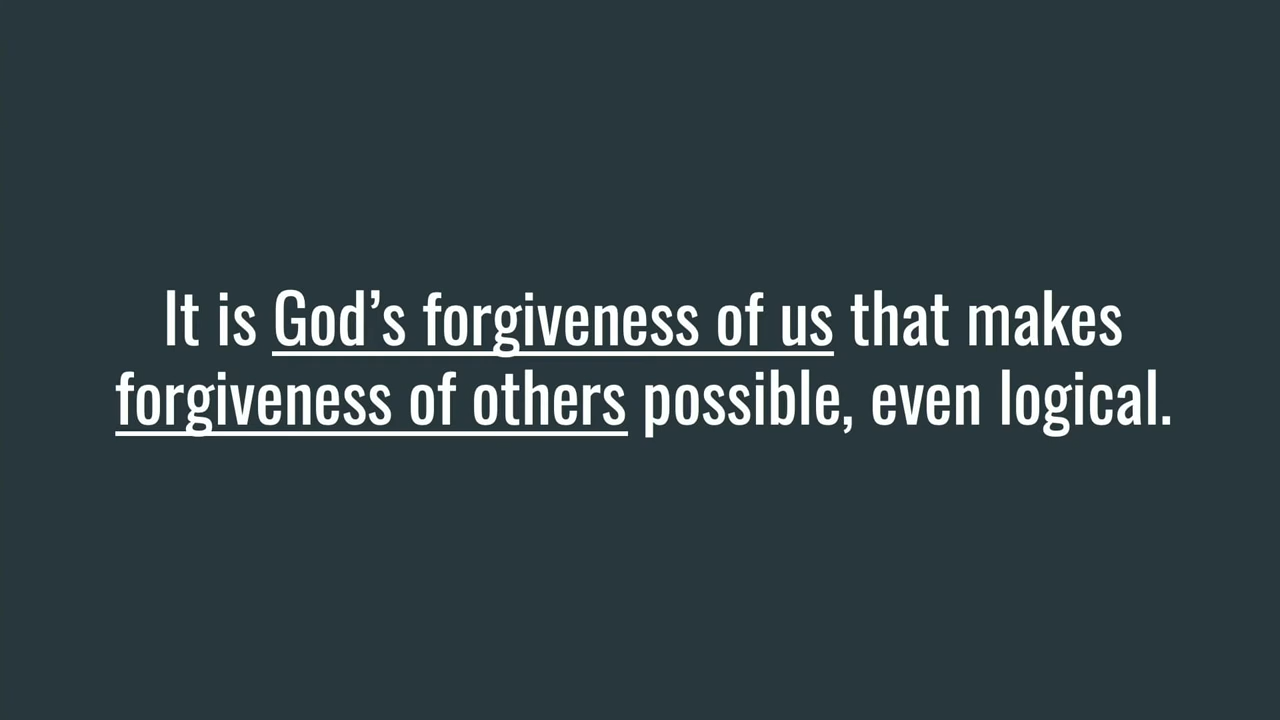 It is God’s forgiveness of us that makes
forgiveness of others possible, even logical.